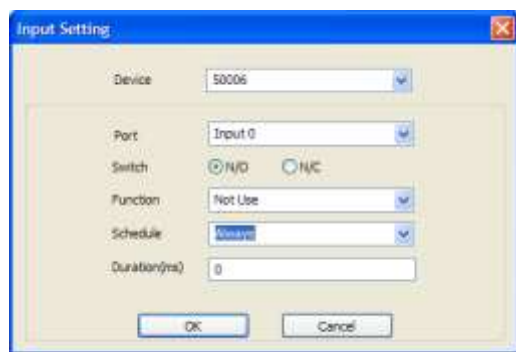 Input Setting
Device 50006
Port Input 0
Switch N/O N/C
Function Not Use
Schedule Always
Duration(ms) 0
OK Cancel